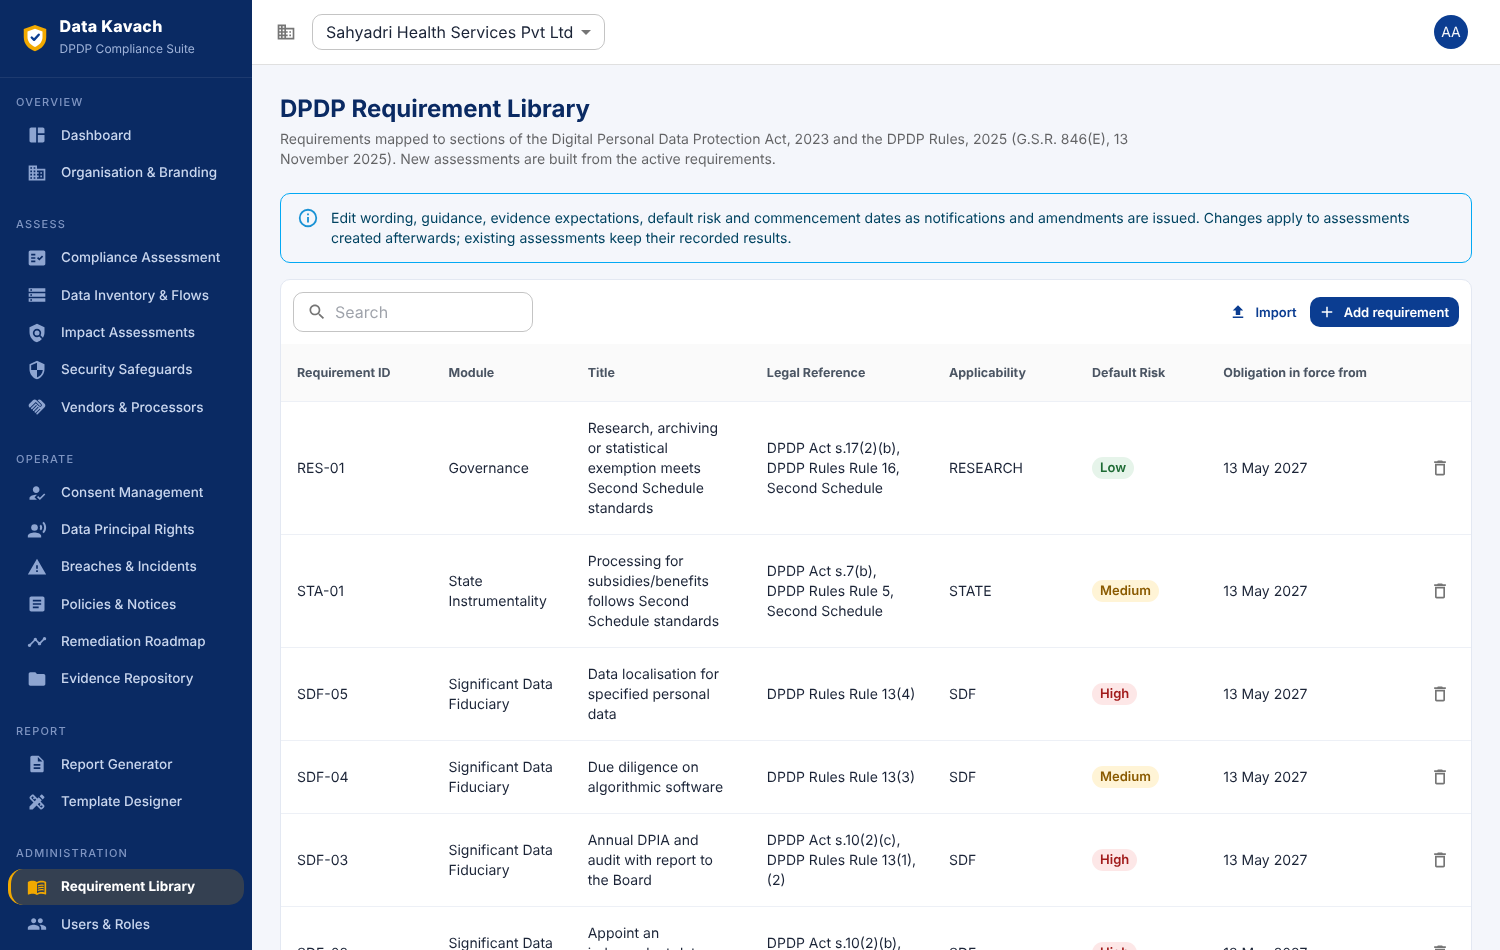 Data Kavach
DPDP Compliance Suite
OVERVIEW
Dashboard
Organisation & Branding
ASSESS
Compliance Assessment
Data Inventory & Flows
Impact Assessments
Security Safeguards
Vendors & Processors
OPERATE
Consent Management
Data Principal Rights
Breaches & Incidents
Policies & Notices
Remediation Roadmap
Evidence Repository
REPORT
Report Generator
Template Designer
ADMINISTRATION
Requirement Library
Users & Roles
Sahyadri Health Services Pvt Ltd
AA
DPDP Requirement Library
Requirements mapped to sections of the Digital Personal Data Protection Act, 2023 and the DPDP Rules, 2025 (G.S.R. 846(E), 13
November 2025). New assessments are built from the active requirements.
Edit wording, guidance, evidence expectations, default risk and commencement dates as notifications and amendments are issued. Changes apply to assessments
created afterwards; existing assessments keep their recorded results.
Search
Import
Add requirement
Requirement ID Module Title Legal Reference Applicability Default Risk Obligation in force from
RES-01
Governance
Research, archiving
or statistical
exemption meets
Second Schedule
standards
DPDP Act s.17(2)(b),
DPDP Rules Rule 16,
Second Schedule
RESEARCH
Low
13 May 2027
STA-01
State
Instrumentality
Processing for
subsidies/benefits
follows Second
Schedule standards
DPDP Act s.7(b),
DPDP Rules Rule 5,
Second Schedule
STATE
Medium
13 May 2027
SDF-05
Significant Data
Fiduciary
Data localisation for
specified personal
data
DPDP Rules Rule 13(4)
SDF
High
13 May 2027
SDF-04
Significant Data
Fiduciary
Due diligence on
algorithmic software
DPDP Rules Rule 13(3)
SDF
Medium
13 May 2027
SDF-03
Significant Data
Fiduciary
Annual DPIA and
audit with report to
the Board
DPDP Act s.10(2)(c),
DPDP Rules Rule 13(1),
(2)
SDF
High
13 May 2027
Significant Data
Appoint an
DPDP Act s.10(2)(b),